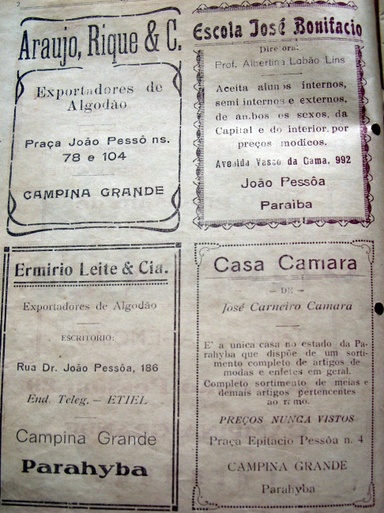 2
Araujo, Rique & C.
Exportadores de
Algodão
Praça João Pessô ns.
78 e 104
CAMPINA GRANDE
Escola José Bonifacio
Dire ora:
Prof. Albertina Lobão Lins
Aceita alunos internos,
semi internos e externos,
de ambos os sexos, da
Capital e do interior, por
preços modicos.
Avenida Vasco da Gama, 992
João Pessôa
Paraiba
Ermirio Leite & Cia.
Exportadores de Algodão
ESCRITORIO:
Rua Dr. João Pessôa, 186
End. Teleg. — ETIEL
Campina Grande
Parahyba
Casa Camara
— DE —
José Carneiro Camara
E' a unica casa no estado da Pa-
rahyba que dispõe de um sorti-
mento completo de artigos de
modas e enfeites em geral.
Completo sortimento de meias e
demais artigos pertencentes
ao ramo.
PREÇOS NUNCA VISTOS
Praça Epitacio Pessôa n. 4
CAMPINA GRANDE
Parahyba